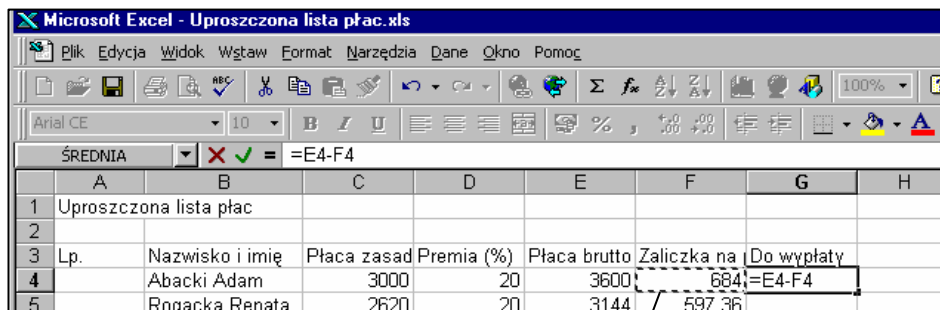 Microsoft Excel - Uproszczona lista płac.xls
Plik Edycja Widok Wstaw Format Narzędzia Dane Okno Pomoc
ABC Σ fx 100%
Arial CE 10 B I U % , A
ŚREDNIA = =E4-F4
A B C D E F G H
1 Uproszczona lista płac
2
3 Lp. Nazwisko i imię Płaca zasad Premia (%) Płaca brutto Zaliczka na Do wypłaty
4 Abacki Adam 3000 20 3600 684 =E4-F4
5 Rogacka Renata 2620 20 3144 597,36